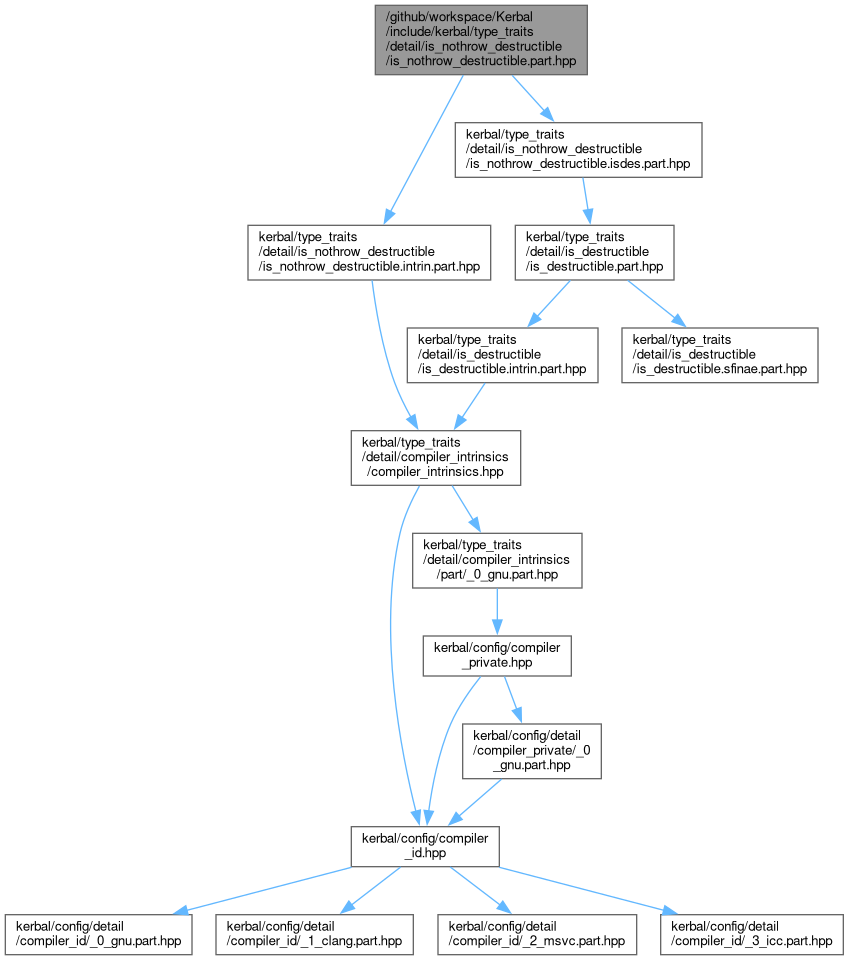 /github/workspace/Kerbal
/include/kerbal/type_traits
/detail/is_nothrow_destructible
/is_nothrow_destructible.part.hpp
kerbal/type_traits
/detail/is_nothrow_destructible
/is_nothrow_destructible.isdes.part.hpp
kerbal/type_traits
/detail/is_nothrow_destructible
/is_nothrow_destructible.intrin.part.hpp
kerbal/type_traits
/detail/is_destructible
/is_destructible.part.hpp
kerbal/type_traits
/detail/is_destructible
/is_destructible.intrin.part.hpp
kerbal/type_traits
/detail/is_destructible
/is_destructible.sfinae.part.hpp
kerbal/type_traits
/detail/compiler_intrinsics
/compiler_intrinsics.hpp
kerbal/type_traits
/detail/compiler_intrinsics
/part/_0_gnu.part.hpp
kerbal/config/compiler
_private.hpp
kerbal/config/detail
/compiler_private/_0
_gnu.part.hpp
kerbal/config/compiler
_id.hpp
kerbal/config/detail
/compiler_id/_0_gnu.part.hpp
kerbal/config/detail
/compiler_id/_1_clang.part.hpp
kerbal/config/detail
/compiler_id/_2_msvc.part.hpp
kerbal/config/detail
/compiler_id/_3_icc.part.hpp